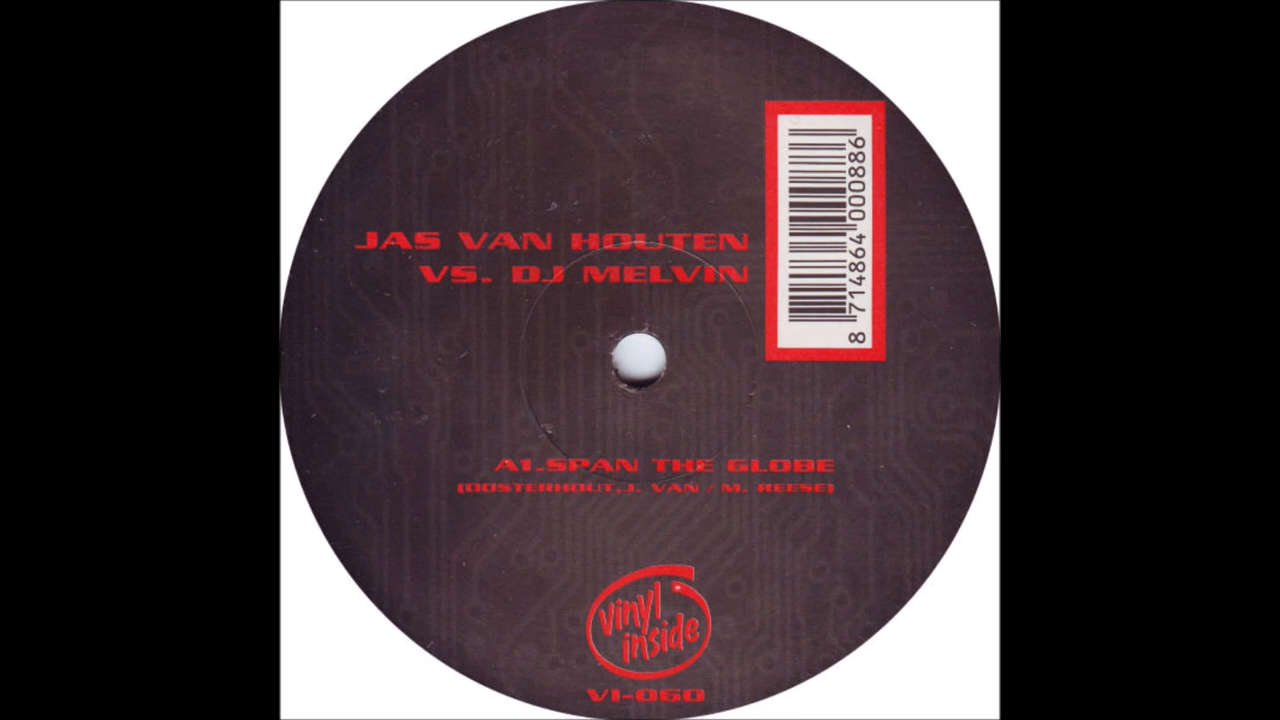 JAS VAN HOUTEN
VS. DJ MELVIN
8 714864 000886
A1.SPAN THE GLOBE
(OOSTERHOUT,J. VAN / M. REESE)
vinyl
inside
VI-060